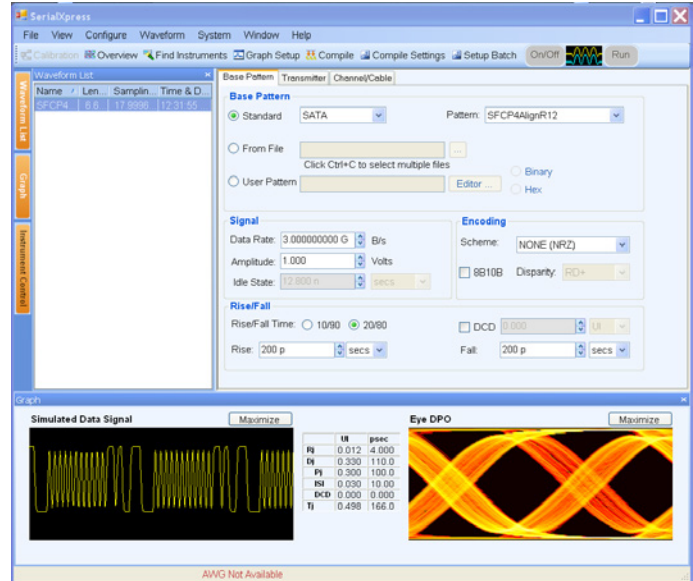 SerialXpress
File View Configure Waveform System Window Help
Calibration Overview Find Instruments Graph Setup Compile Compile Settings Setup Batch On/Off Run
Waveform List
Name Len... Samplin... Time & D...
SFCP4... 6.6... 17.9998... 12:31:55
Waveform List
Graph
Instrument Control
Base Pattern Transmitter Channel/Cable
Base Pattern
Standard SATA Pattern: SFCP4AlignR12
From File ...
Click Ctrl+C to select multiple files
User Pattern Editor ... Binary
Hex
Signal
Data Rate: 3.000000000 G B/s
Amplitude: 1.000 Volts
Idle State: 12.800 n secs
Encoding
Scheme: NONE (NRZ)
8B10B Disparity: RD+
Rise/Fall
Rise/Fall Time: 10/90 20/80 DCD 0.000 UI
Rise: 200 p secs Fall: 200 p secs
Graph
Simulated Data Signal Maximize
UI psec
Rj 0.012 4.000
Dj 0.330 110.0
Pj 0.300 100.0
ISI 0.030 10.00
DCD 0.000 0.000
Tj 0.498 166.0
Eye DPO Maximize
AWG Not Available